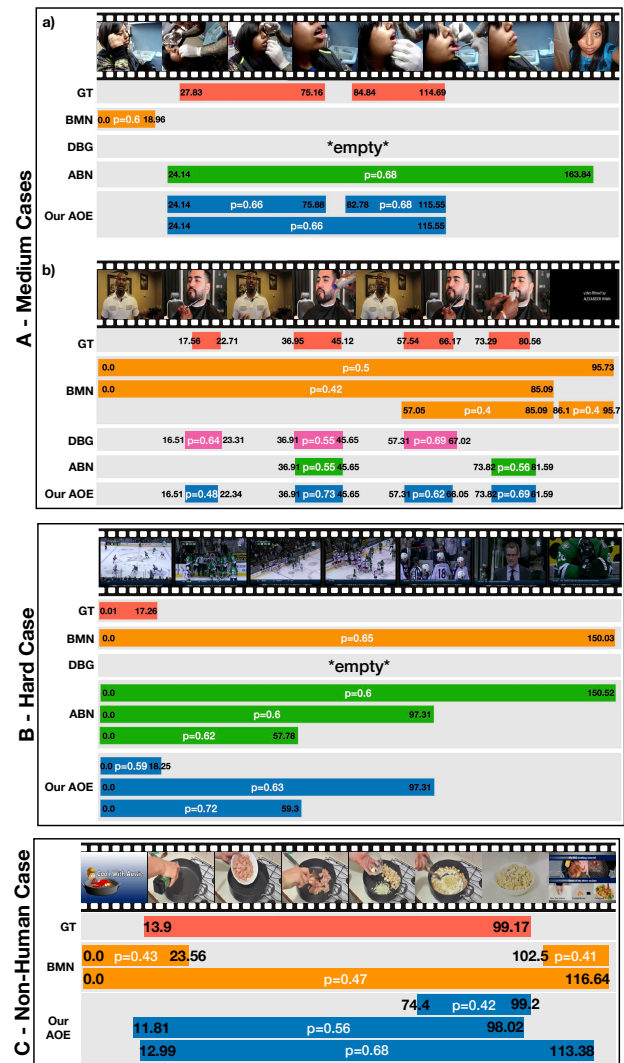 A - Medium Cases
a)
GT 27.83 75.16 84.84 114.69
BMN 0.0 p=0.6 18.96
DBG *empty*
ABN 24.14 p=0.68 163.84
Our AOE 24.14 p=0.66 75.88 82.78 p=0.68 115.55
24.14 p=0.66 115.55
b)
video filmed by
GT 17.56 22.71 36.95 45.12 57.54 66.17 73.29 80.56
BMN 0.0 p=0.5 95.73
0.0 p=0.42 85.09
57.05 p=0.4 85.09 86.1 p=0.4 95.7
DBG 16.51 p=0.64 23.31 36.91 p=0.55 45.65 57.31 p=0.69 67.02
ABN 36.91 p=0.55 45.65 73.82 p=0.56 81.59
Our AOE 16.51 p=0.48 22.34 36.91 p=0.73 45.65 57.31 p=0.62 66.05 73.82 p=0.69 81.59
B - Hard Case
18
GT 0.01 17.26
BMN 0.0 p=0.65 150.03
DBG *empty*
ABN 0.0 p=0.6 150.52
0.0 p=0.6 97.31
0.0 p=0.62 57.78
Our AOE 0.0 p=0.59 18.25
0.0 p=0.63 97.31
0.0 p=0.72 59.3
C - Non-Human Case
Cook With Ausie
GT 13.9 99.17
BMN 0.0 p=0.43 23.56 102.5 p=0.41
0.0 p=0.47 116.64
Our AOE 74.4 p=0.42 99.2
11.81 p=0.56 98.02
12.99 p=0.68 113.38